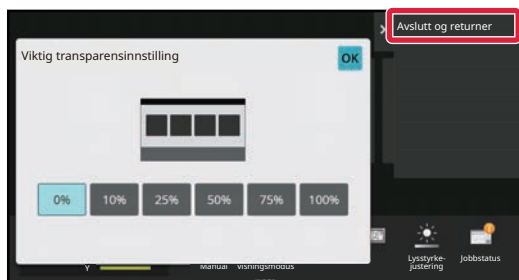 Avslutt og returner
Viktig transparensinnstilling
OK
0% 10% 25% 50% 75% 100%
Y
Manual visningsmodus
Lysstyrke-
justering
Jobbstatus